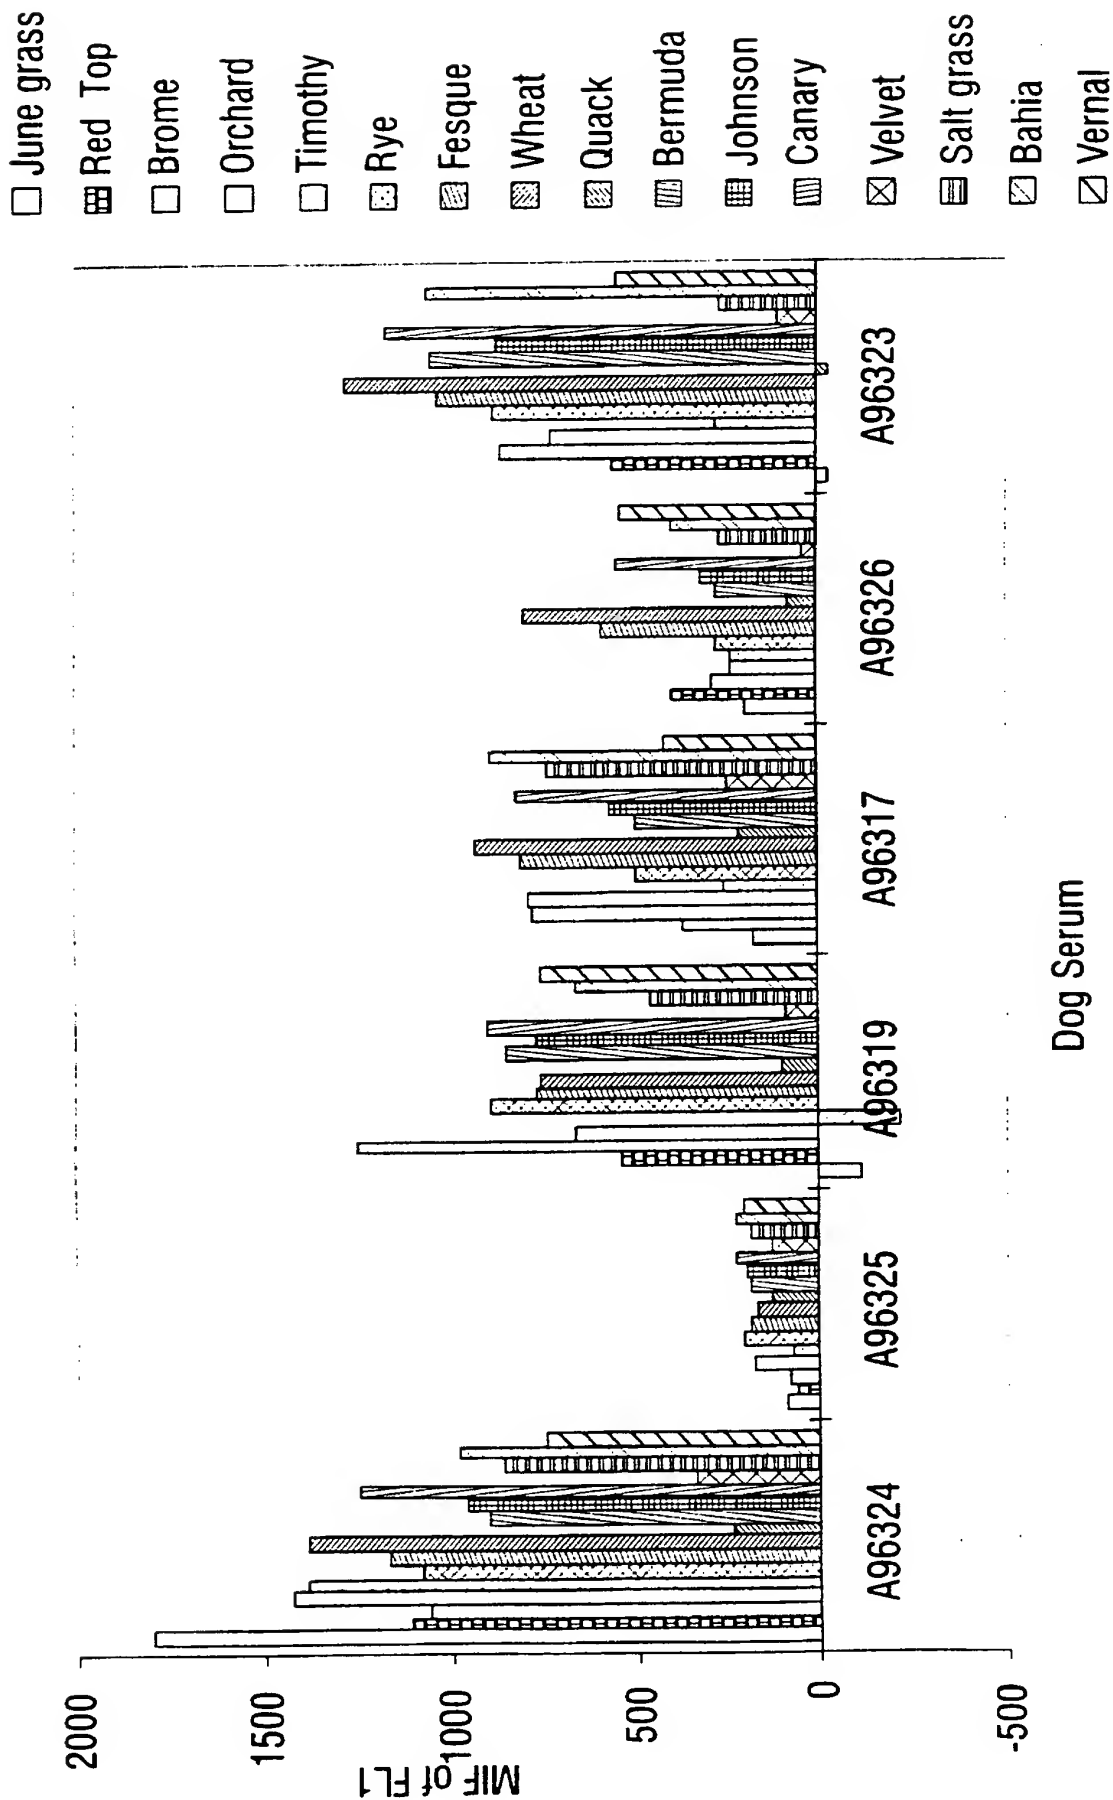 2000
1500
1000
500
0
-500
MIF of FL1
A96324
A96325
A96319
A96317
A96326
A96323
Dog Serum
June grass
Red Top
Brome
Orchard
Timothy
Rye
Fesque
Wheat
Quack
Bermuda
Johnson
Canary
Velvet
Salt grass
Bahia
Vernal